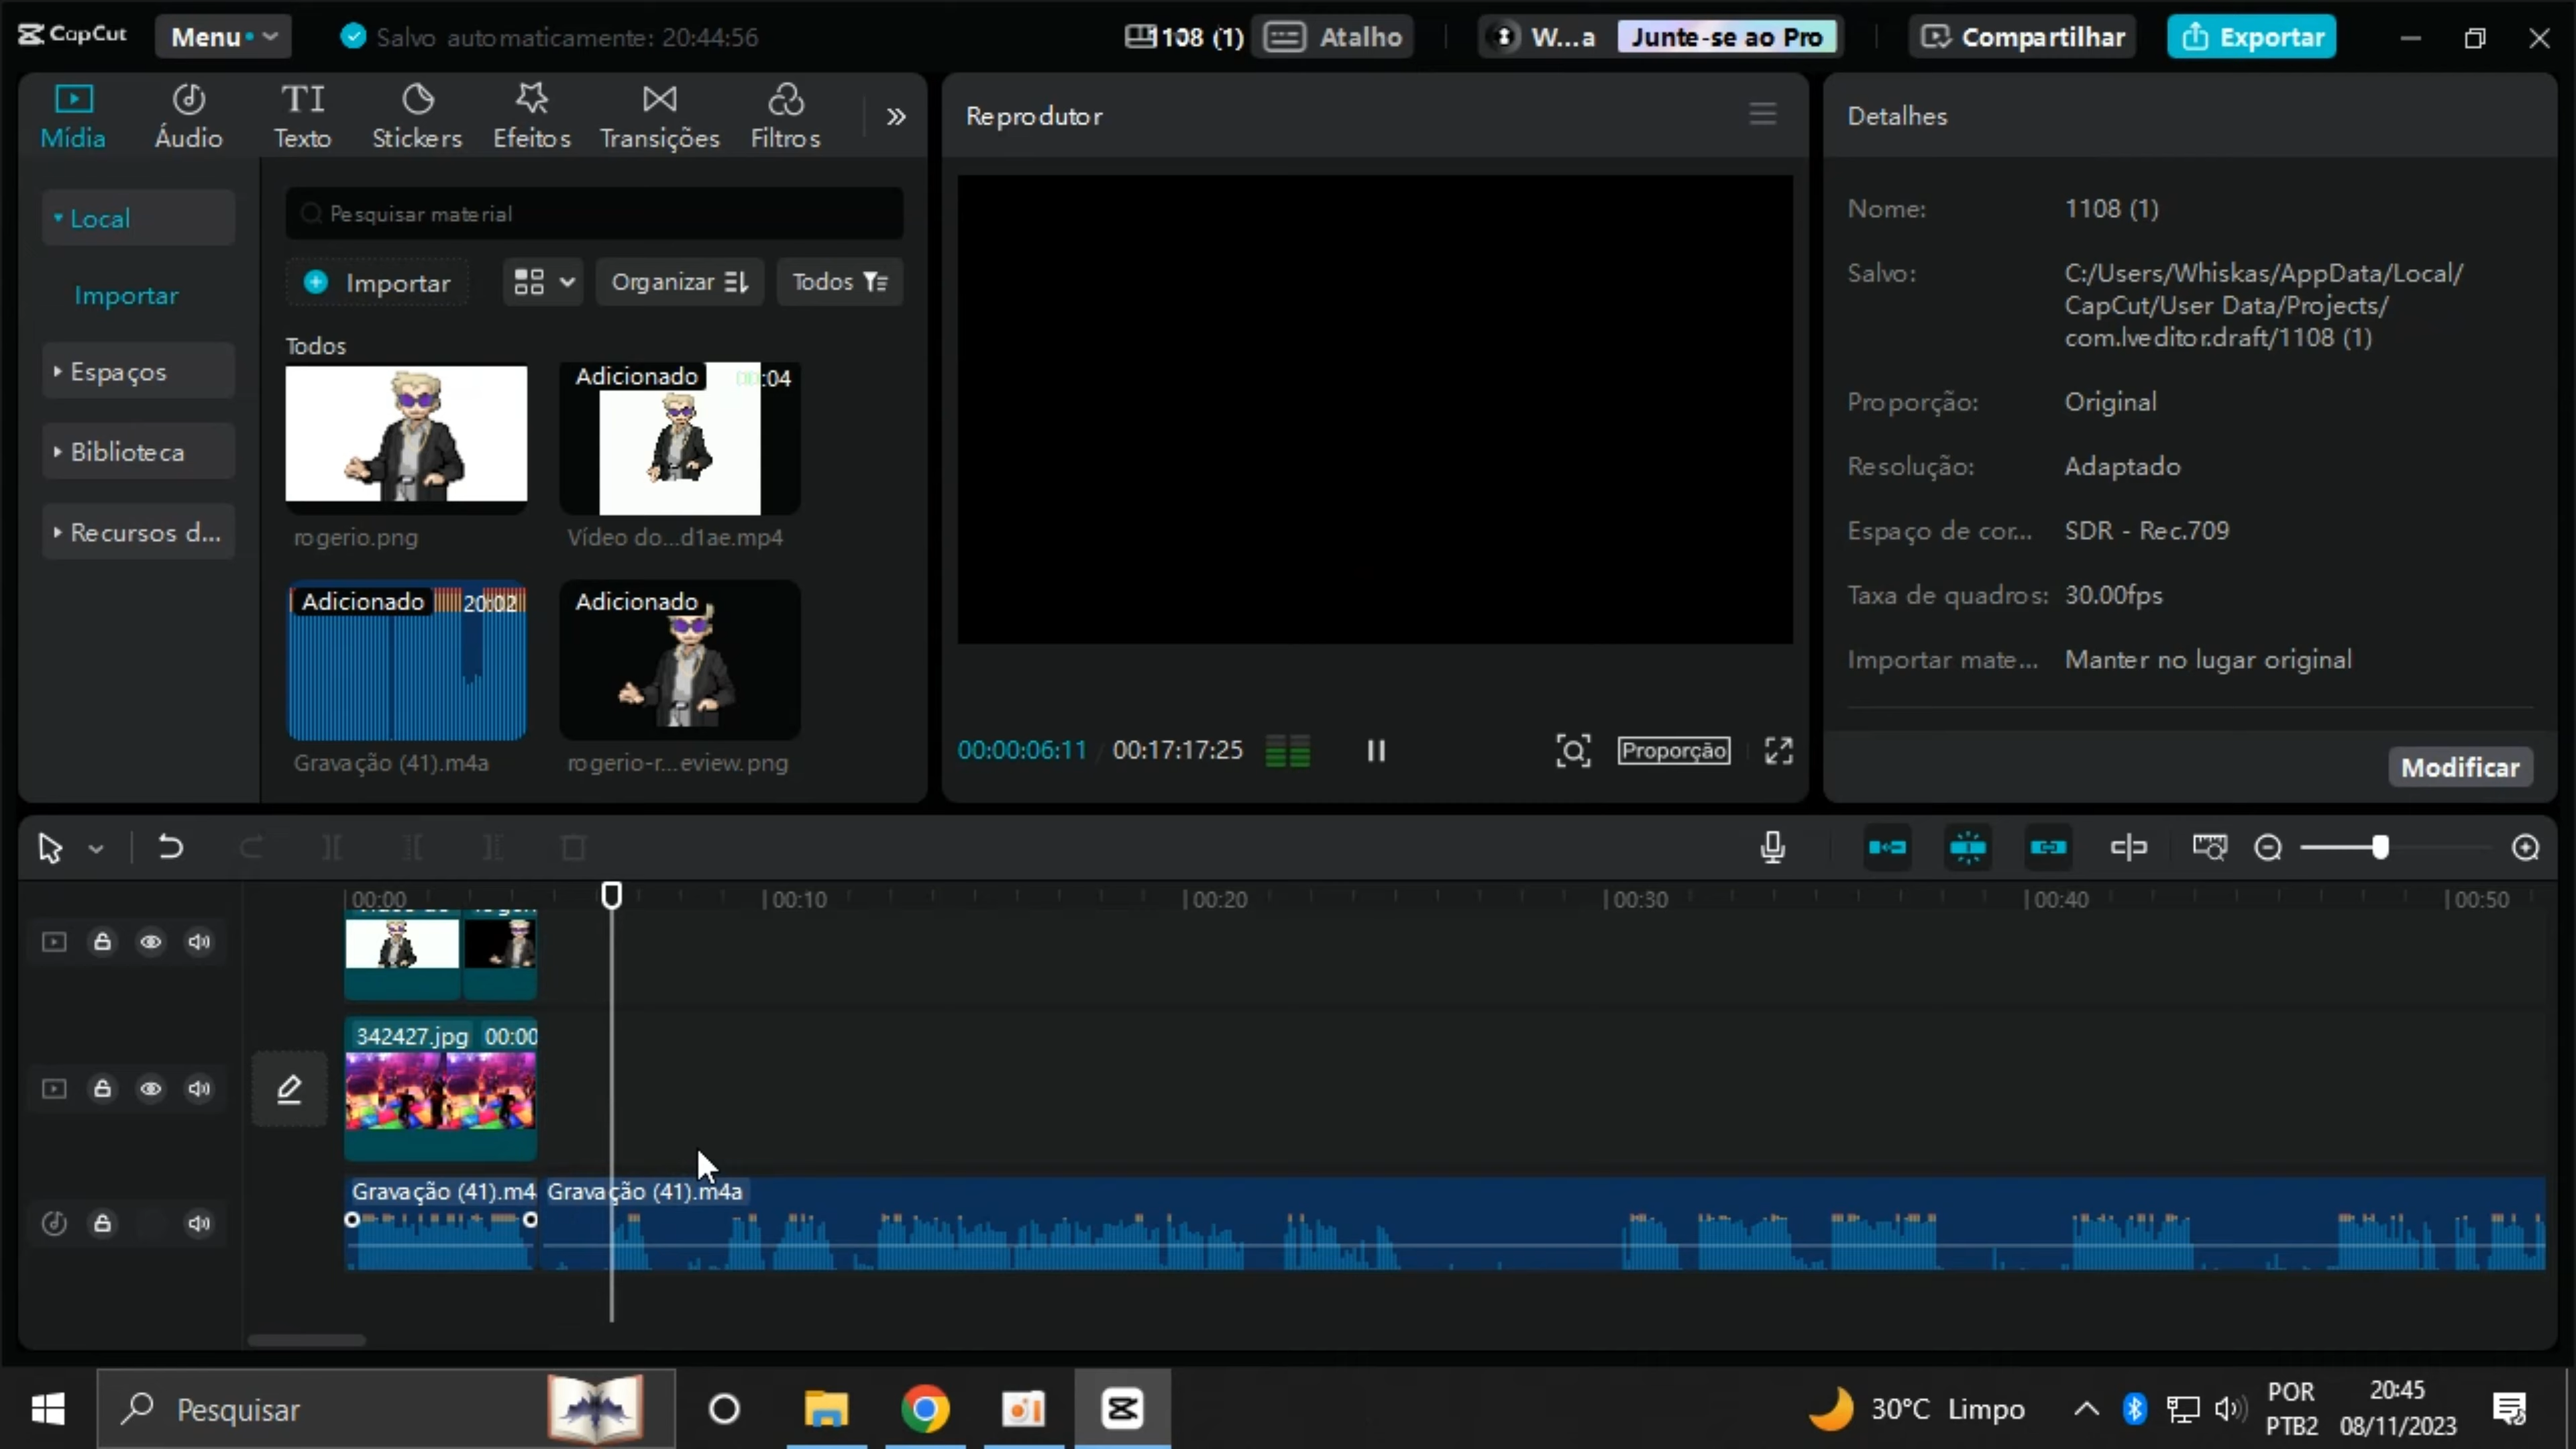 CapCut
Menu
Salvo automaticamente: 20:44:56
1108 (1)
Atalho
W...a
Junte-se ao Pro
Compartilhar
Exportar
Mídia
Áudio
TI
Texto
Stickers
Efeitos
Transições
Filtros
Local
Importar
Espaços
Biblioteca
Recursos d...
Pesquisar material
Importar
Organizar
Todos
Todos
rogerio.png
Adicionado
00:04
Vídeo do...d1ae.mp4
Adicionado
20:02
Gravação (41).m4a
Adicionado
rogerio-r...eview.png
Reprodutor
00:00:06:11 / 00:17:17:25
Proporção
Detalhes
Nome: 1108 (1)
Salvo: C:/Users/Whiskas/AppData/Local/
CapCut/User Data/Projects/
com.lveditor.draft/1108 (1)
Proporção: Original
Resolução: Adaptado
Espaço de cor... SDR - Rec.709
Taxa de quadros: 30.00fps
Importar mate... Manter no lugar original
Modificar
00:00
00:10
00:20
00:30
00:40
00:50
342427.jpg 00:00
Gravação (41).m4
Gravação (41).m4a
Pesquisar
30°C Limpo
POR
PTB2
20:45
08/11/2023